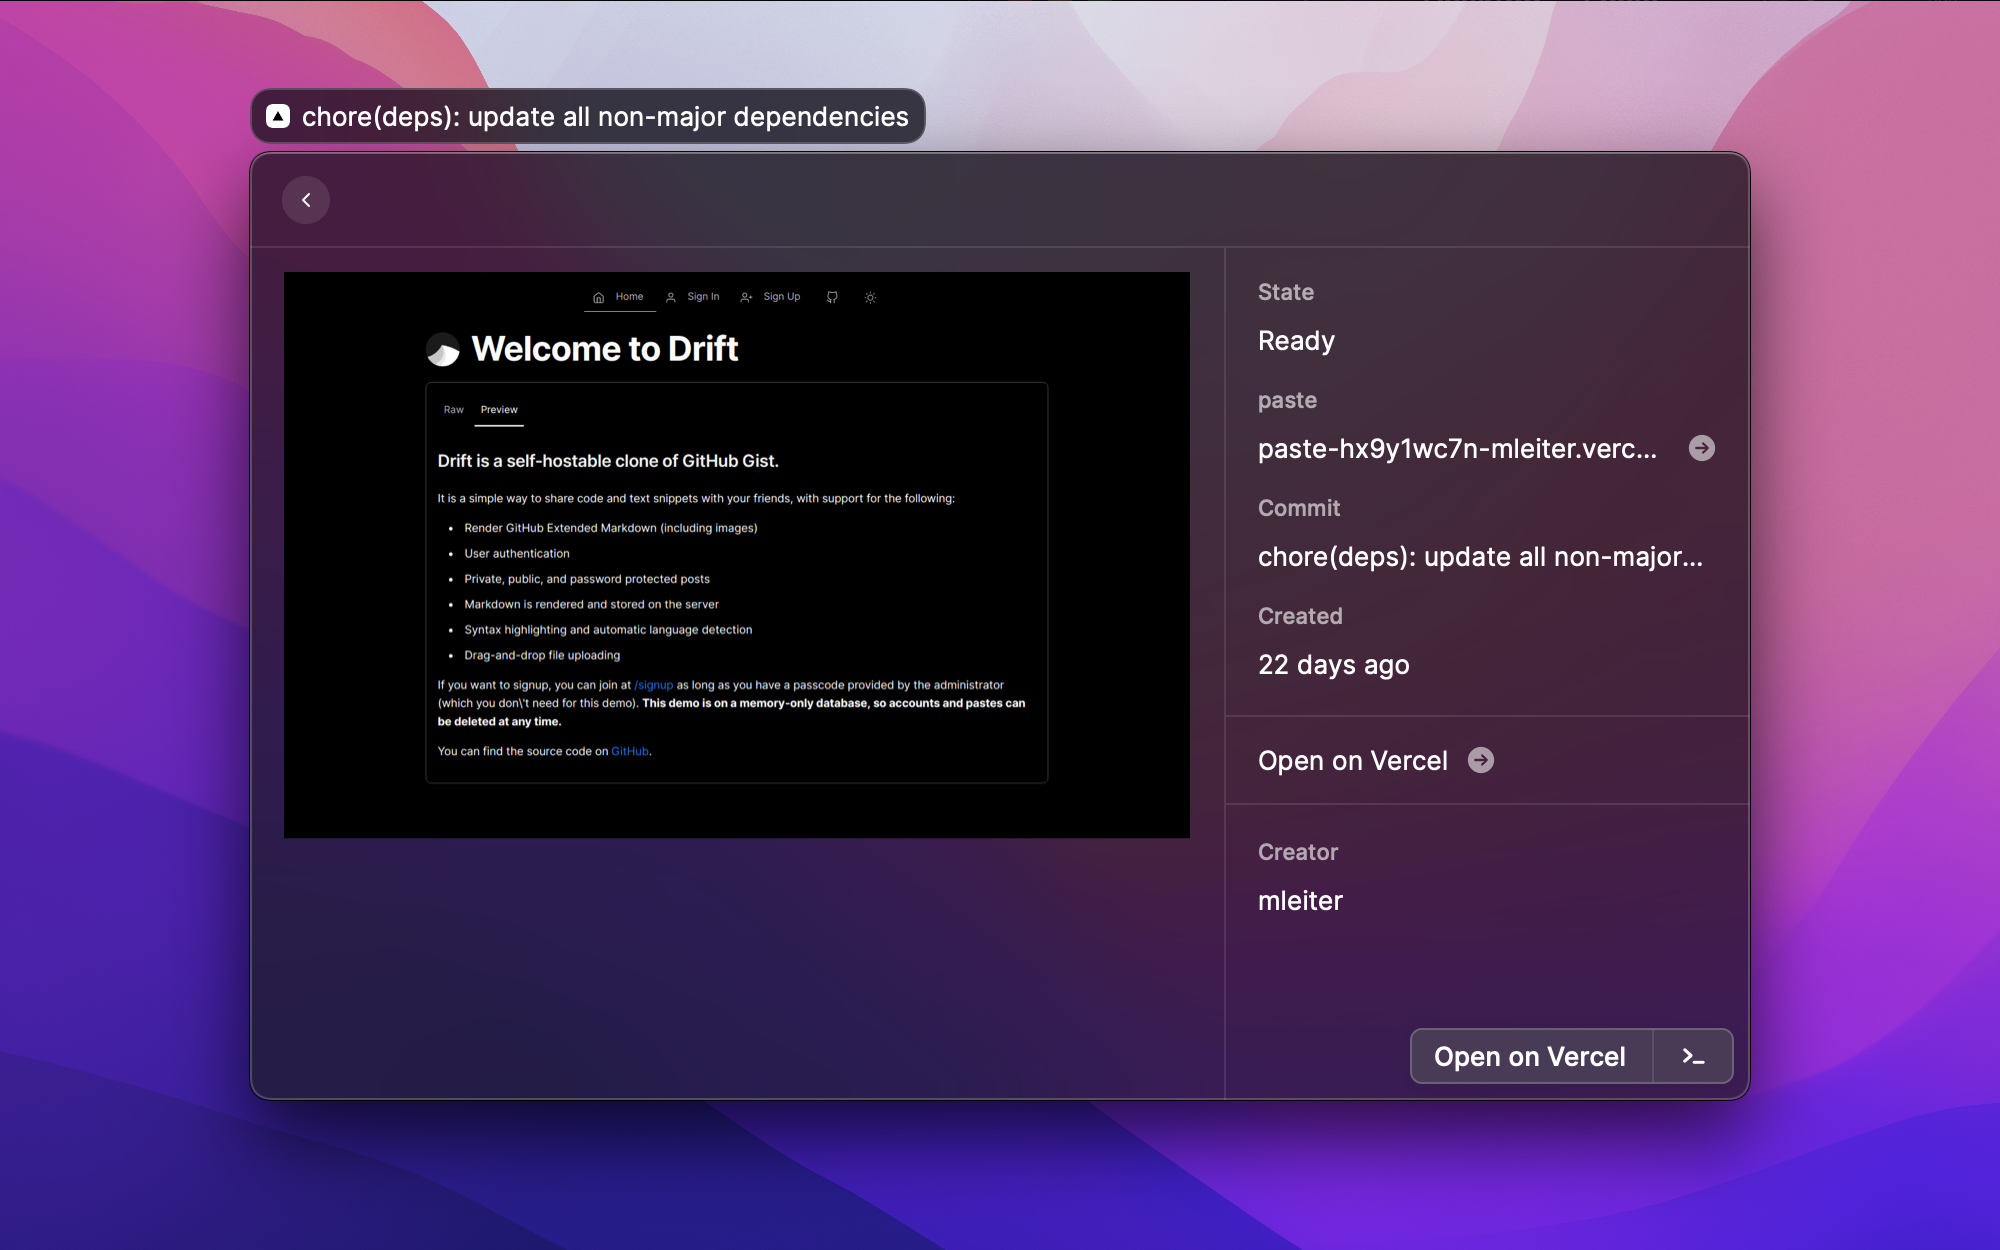 chore(deps): update all non-major dependencies
Home Sign In Sign Up
Welcome to Drift
Raw Preview
Drift is a self-hostable clone of GitHub Gist.
It is a simple way to share code and text snippets with your friends, with support for the following:
• Render GitHub Extended Markdown (including images)
• User authentication
• Private, public, and password protected posts
• Markdown is rendered and stored on the server
• Syntax highlighting and automatic language detection
• Drag-and-drop file uploading
If you want to signup, you can join at /signup as long as you have a passcode provided by the administrator
(which you don\'t need for this demo). This demo is on a memory-only database, so accounts and pastes can
be deleted at any time.
You can find the source code on GitHub.
State
Ready
paste
paste-hx9y1wc7n-mleiter.verc...
Commit
chore(deps): update all non-major...
Created
22 days ago
Open on Vercel
Creator
mleiter
Open on Vercel >_